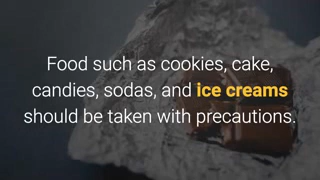 Food such as cookies, cake,
candies, sodas, and ice creams
should be taken with precautions.